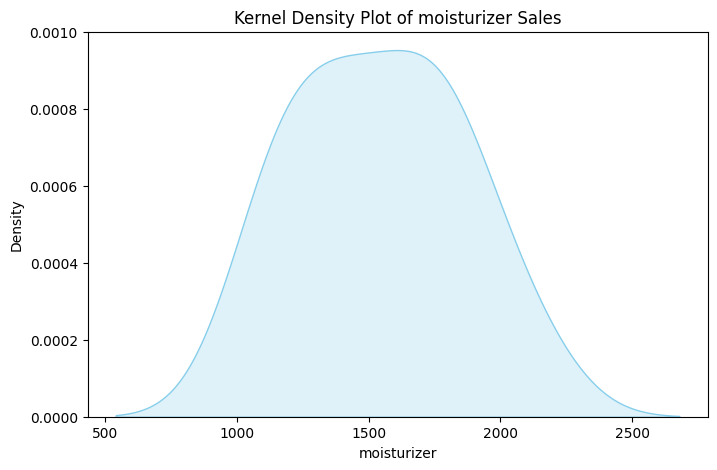 Kernel Density Plot of moisturizer Sales
0.0010
0.0008
0.0006
0.0004
0.0002
0.0000
Density
500 1000 1500 2000 2500
moisturizer